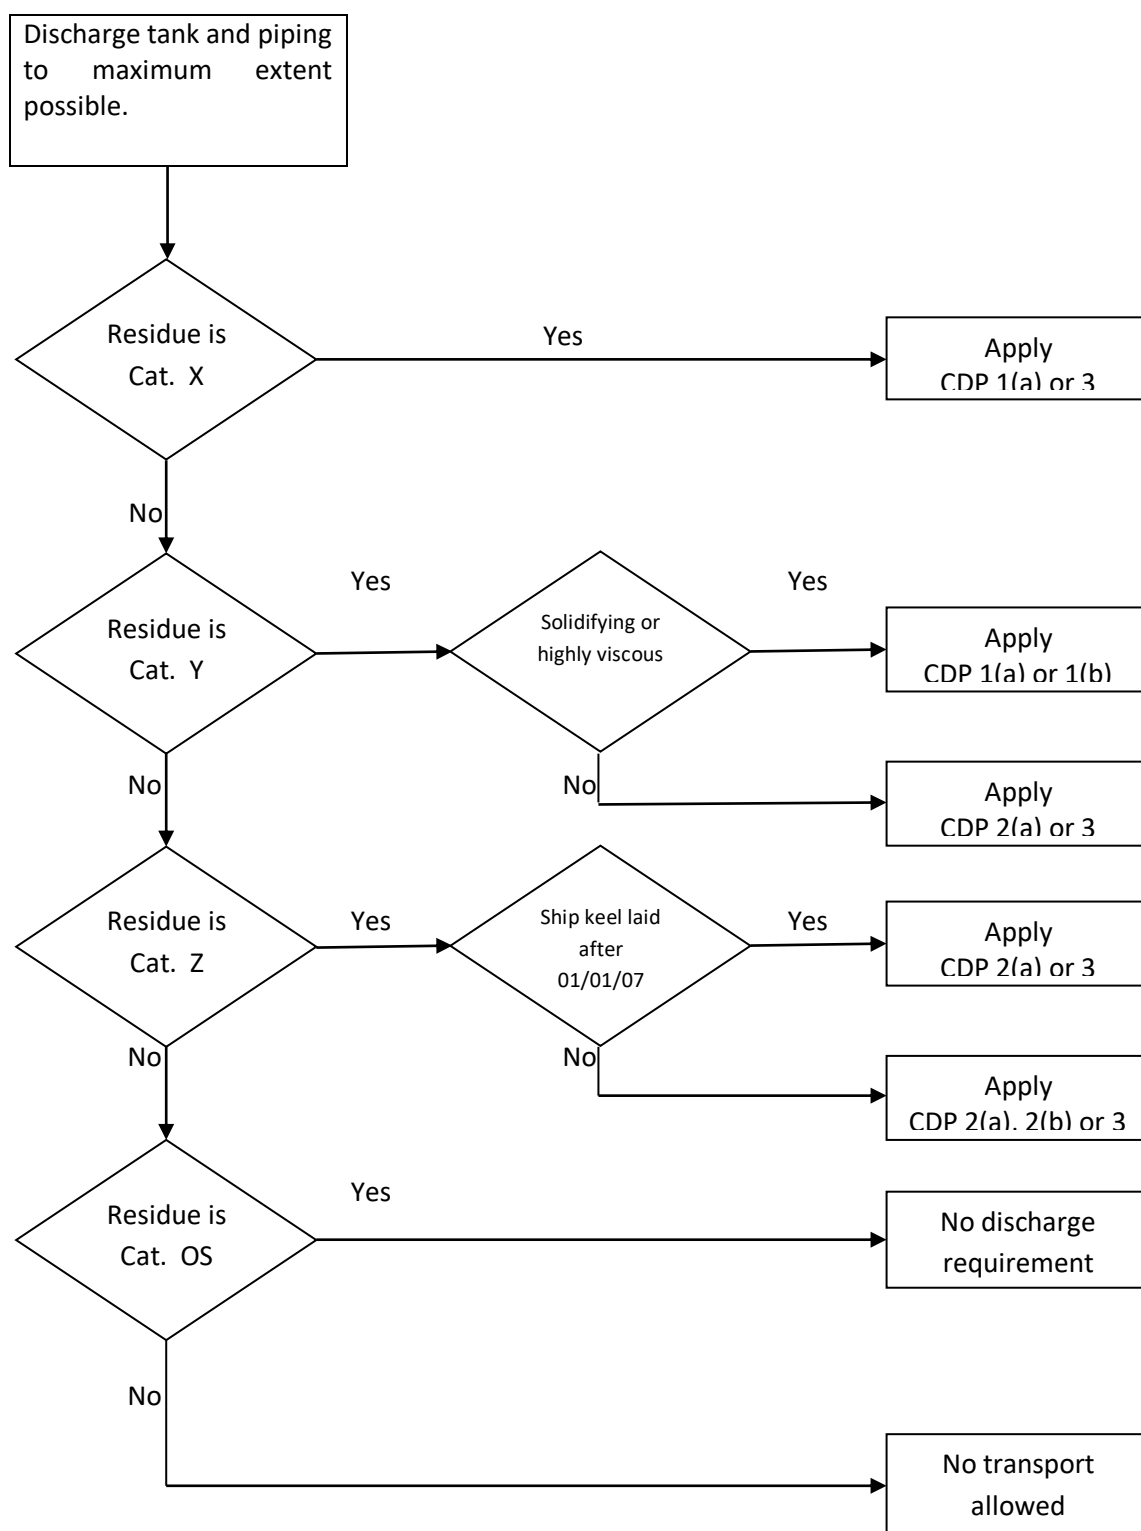 Discharge tank and piping
to maximum extent
possible.
Residue is
Cat. X
Yes
Apply
CDP 1(a) or 3
No
Residue is
Cat. Y
Yes
Solidifying or
highly viscous
Yes
Apply
CDP 1(a) or 1(b)
No
No
Apply
CDP 2(a) or 3
Residue is
Cat. Z
Yes
Ship keel laid
after
01/01/07
Yes
Apply
CDP 2(a) or 3
No
No
Apply
CDP 2(a), 2(b) or 3
Residue is
Cat. OS
Yes
No discharge
requirement
No
No transport
allowed